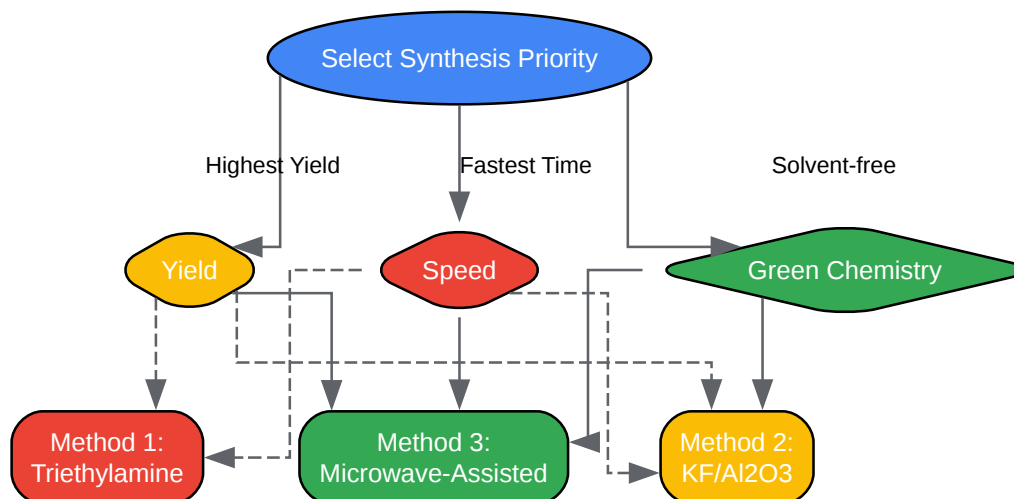 Select Synthesis Priority
Highest Yield
Fastest Time
Solvent-free
Yield
Speed
Green Chemistry
Method 1:
Triethylamine
Method 3:
Microwave-Assisted
Method 2:
KF/Al2O3